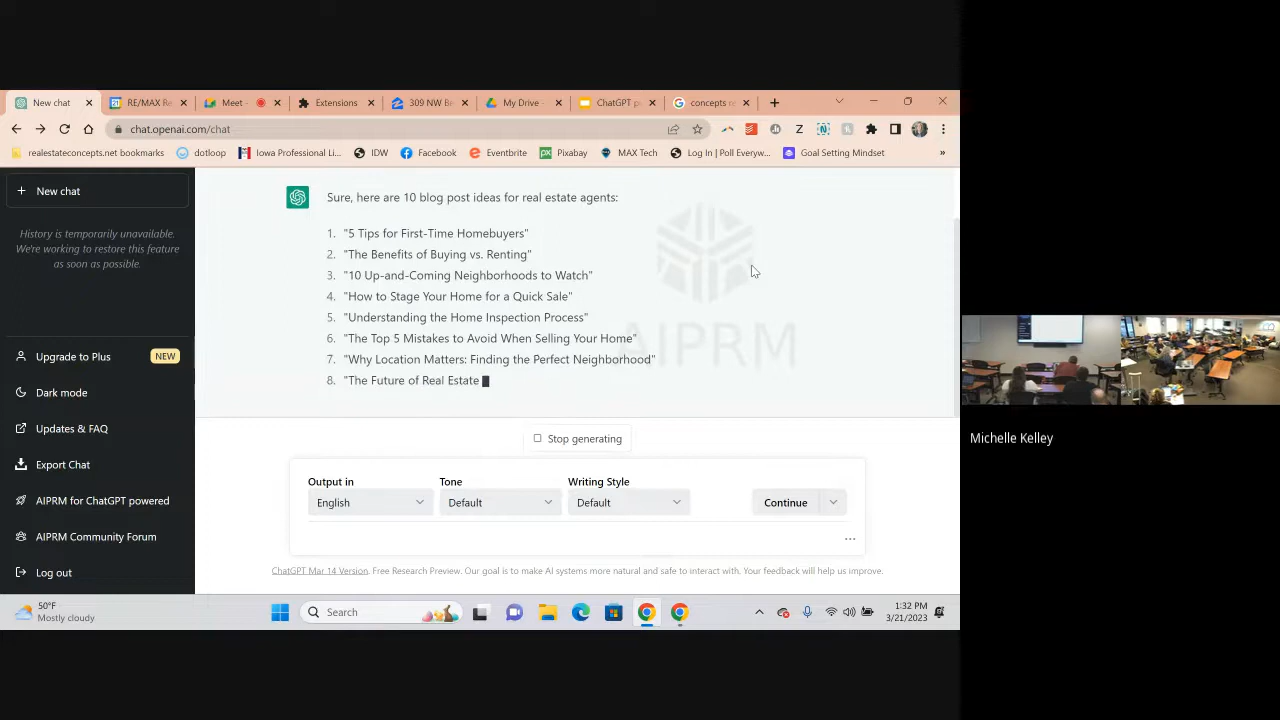 New chat
RE/MAX Re
Meet -
Extensions
309 NW Be
My Drive -
ChatGPT p
concepts re
chat.openai.com/chat
realestateconcepts.net bookmarks
dotloop
Iowa Professional Li...
IDW
Facebook
Eventbrite
Pixabay
MAX Tech
Log In | Poll Everyw...
Goal Setting Mindset
»
New chat
History is temporarily unavailable.
We're working to restore this feature
as soon as possible.
Upgrade to Plus
NEW
Dark mode
Updates & FAQ
Export Chat
AIPRM for ChatGPT powered
AIPRM Community Forum
Log out
Sure, here are 10 blog post ideas for real estate agents:
1. "5 Tips for First-Time Homebuyers"
2. "The Benefits of Buying vs. Renting"
3. "10 Up-and-Coming Neighborhoods to Watch"
4. "How to Stage Your Home for a Quick Sale"
5. "Understanding the Home Inspection Process"
6. "The Top 5 Mistakes to Avoid When Selling Your Home"
7. "Why Location Matters: Finding the Perfect Neighborhood"
8. "The Future of Real Estate
AIPRM
Stop generating
Output in
Tone
Writing Style
English
Default
Default
Continue
ChatGPT Mar 14 Version. Free Research Preview. Our goal is to make AI systems more natural and safe to interact with. Your feedback will help us improve.
50°F
Mostly cloudy
Search
1:32 PM
3/21/2023
Michelle Kelley